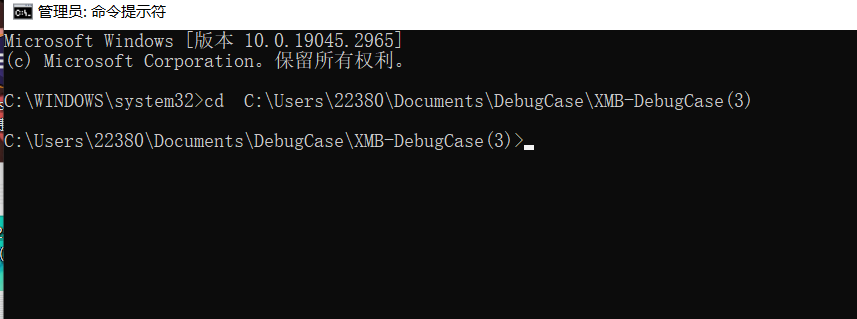 管理员: 命令提示符
Microsoft Windows [版本 10.0.19045.2965]
(c) Microsoft Corporation。保留所有权利。
C:\WINDOWS\system32>cd  C:\Users\22380\Documents\DebugCase\XMB-DebugCase(3)
C:\Users\22380\Documents\DebugCase\XMB-DebugCase(3)>